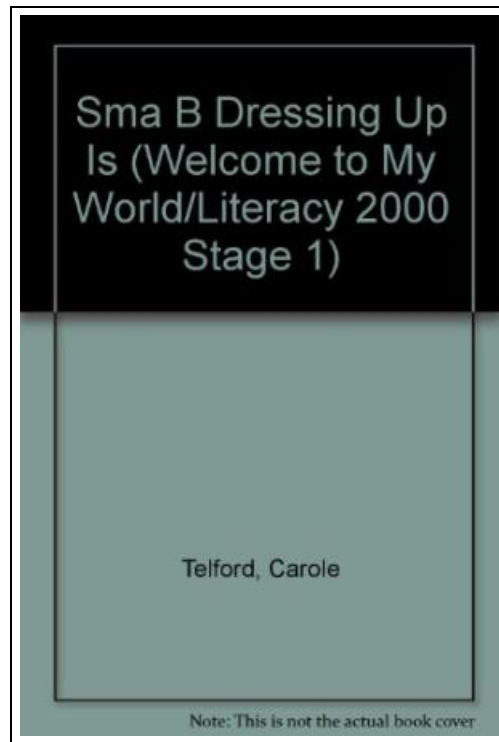 Sma B Dressing Up
Is (Welcome to My
World/Literacy 2000
Stage 1)
Telford, Carole
Note: This is not the actual book cover